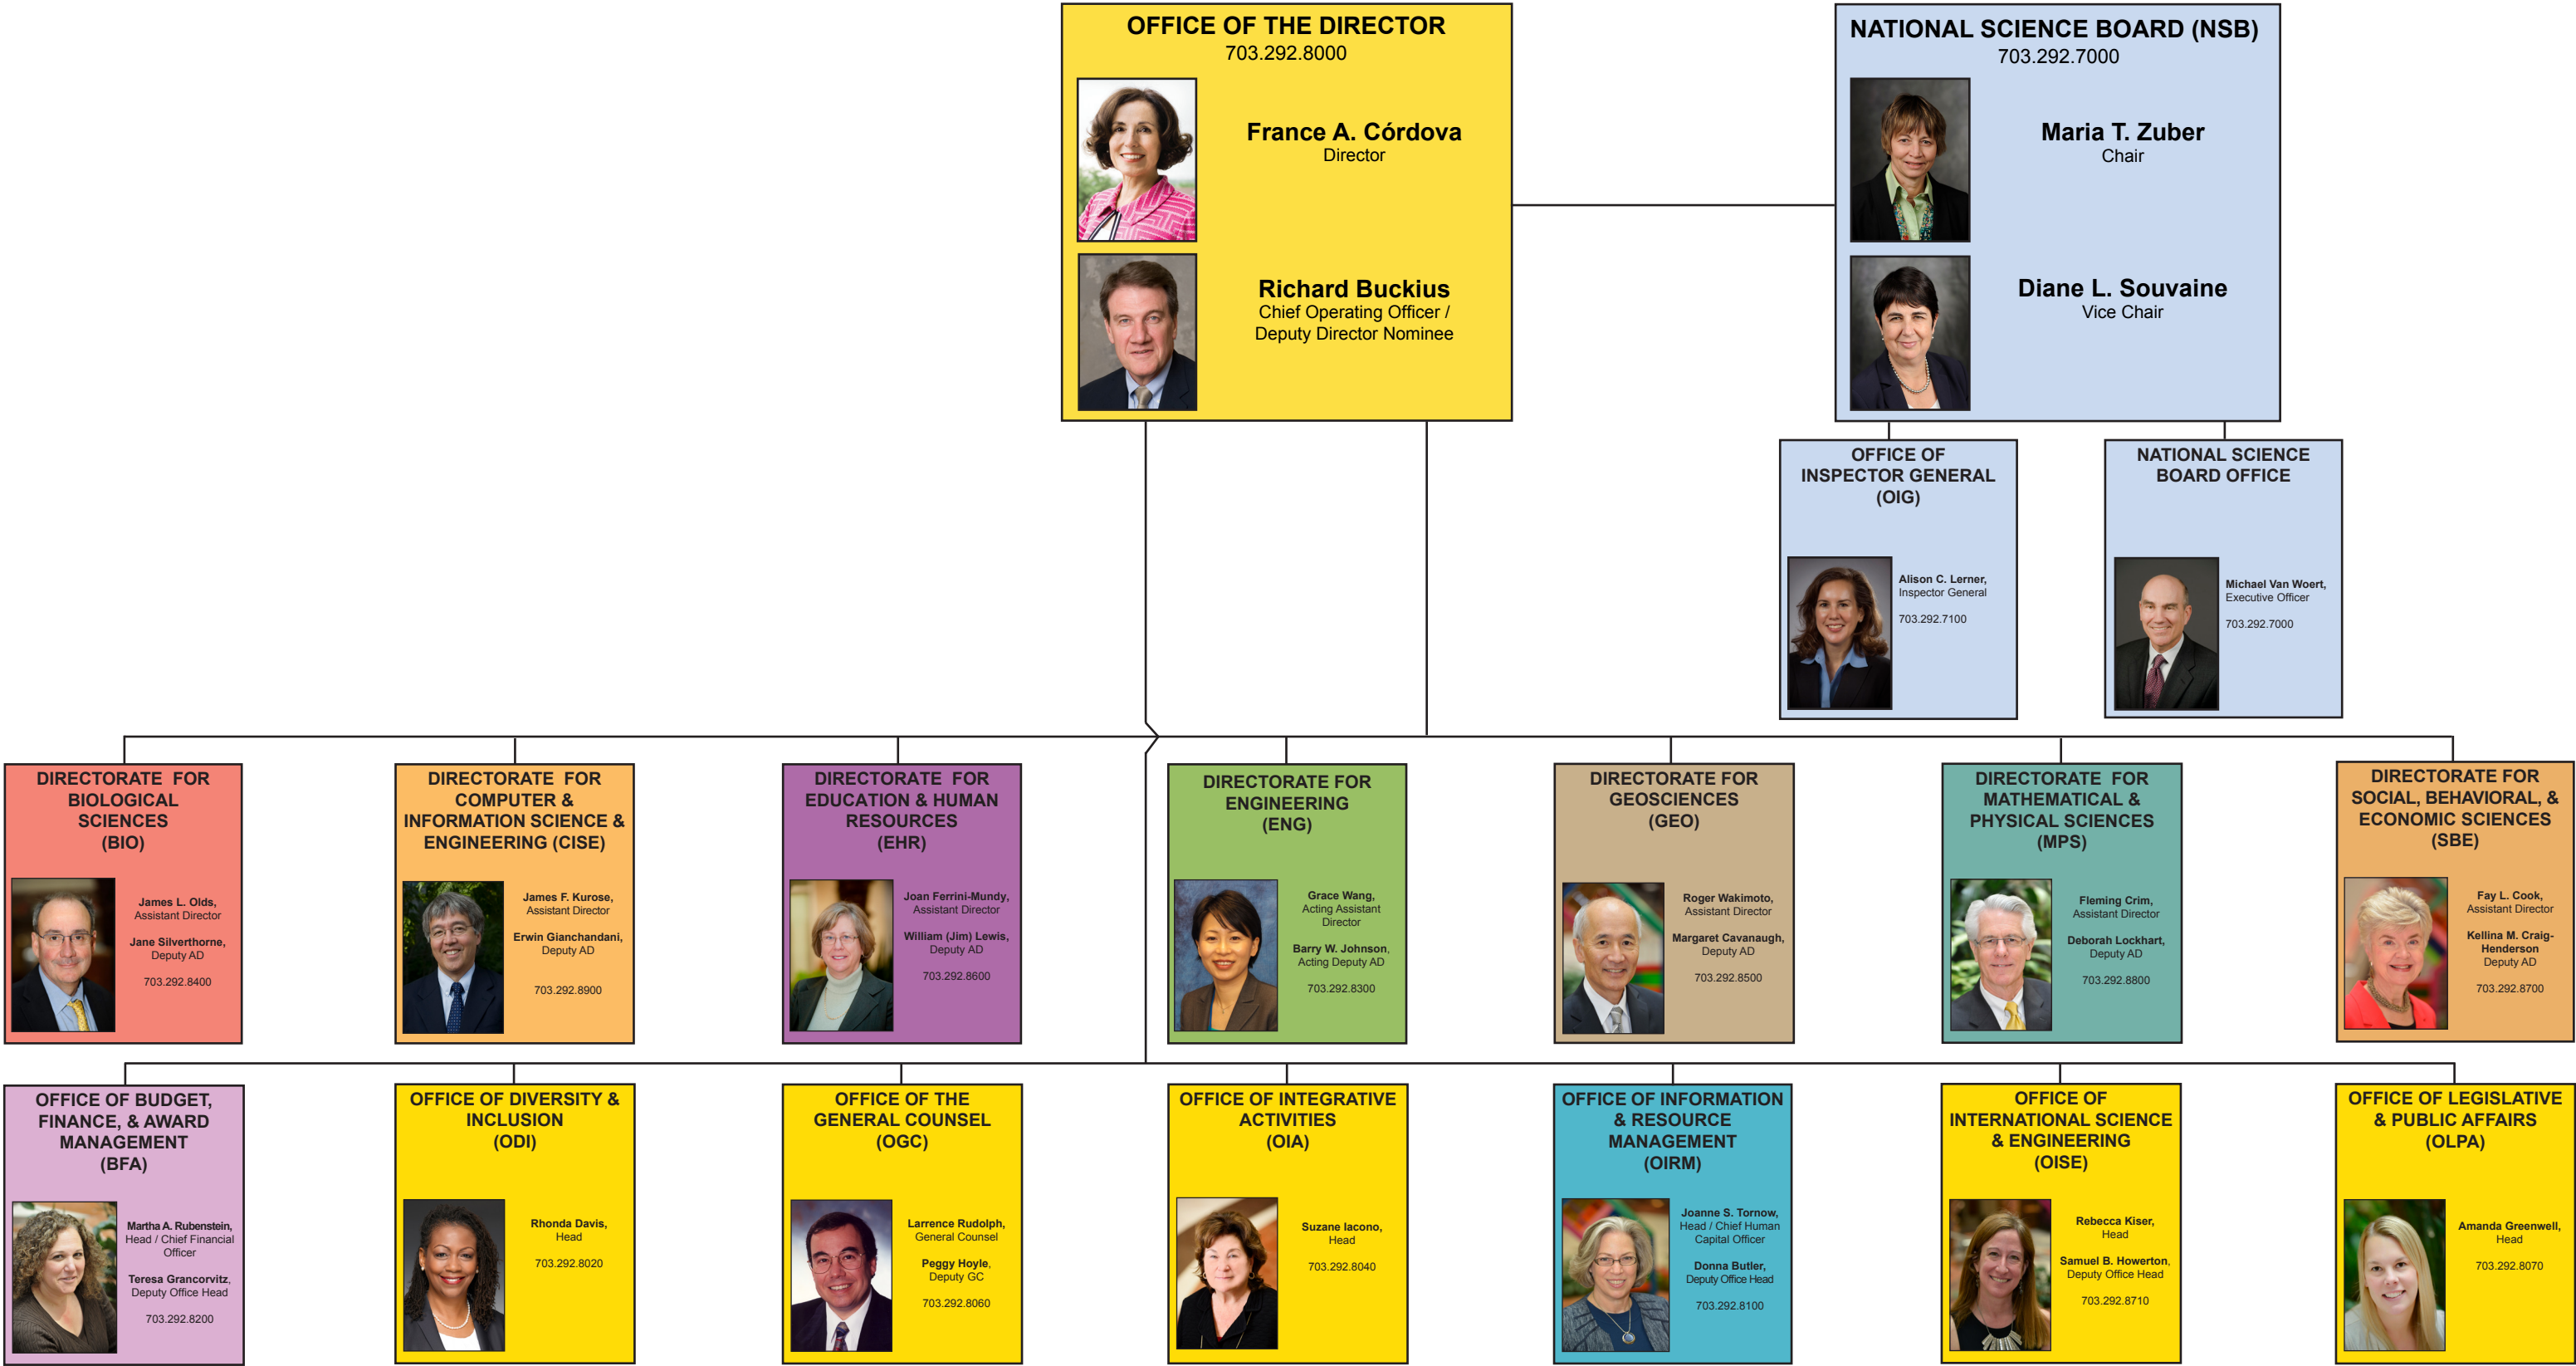 OFFICE OF THE DIRECTOR
703.292.8000
France A. Córdova
Director
Richard Buckius
Chief Operating Officer /
Deputy Director Nominee
NATIONAL SCIENCE BOARD (NSB)
703.292.7000
Maria T. Zuber
Chair
Diane L. Souvaine
Vice Chair
OFFICE OF
INSPECTOR GENERAL
(OIG)
Alison C. Lerner,
Inspector General
703.292.7100
NATIONAL SCIENCE
BOARD OFFICE
Michael Van Woert,
Executive Officer
703.292.7000
DIRECTORATE FOR
BIOLOGICAL
SCIENCES
(BIO)
James L. Olds,
Assistant Director
Jane Silverthorne,
Deputy AD
703.292.8400
DIRECTORATE FOR
COMPUTER &
INFORMATION SCIENCE &
ENGINEERING (CISE)
James F. Kurose,
Assistant Director
Erwin Gianchandani,
Deputy AD
703.292.8900
DIRECTORATE FOR
EDUCATION & HUMAN
RESOURCES
(EHR)
Joan Ferrini-Mundy,
Assistant Director
William (Jim) Lewis,
Deputy AD
703.292.8600
DIRECTORATE FOR
ENGINEERING
(ENG)
Grace Wang,
Acting Assistant
Director
Barry W. Johnson,
Acting Deputy AD
703.292.8300
DIRECTORATE FOR
GEOSCIENCES
(GEO)
Roger Wakimoto,
Assistant Director
Margaret Cavanaugh,
Deputy AD
703.292.8500
DIRECTORATE FOR
MATHEMATICAL &
PHYSICAL SCIENCES
(MPS)
Fleming Crim,
Assistant Director
Deborah Lockhart,
Deputy AD
703.292.8800
DIRECTORATE FOR
SOCIAL, BEHAVIORAL, &
ECONOMIC SCIENCES
(SBE)
Fay L. Cook,
Assistant Director
Kellina M. Craig-
Henderson
Deputy AD
703.292.8700
OFFICE OF BUDGET,
FINANCE, & AWARD
MANAGEMENT
(BFA)
Martha A. Rubenstein,
Head / Chief Financial
Officer
Teresa Grancorvitz,
Deputy Office Head
703.292.8200
OFFICE OF DIVERSITY &
INCLUSION
(ODI)
Rhonda Davis,
Head
703.292.8020
OFFICE OF THE
GENERAL COUNSEL
(OGC)
Larrence Rudolph,
General Counsel
Peggy Hoyle,
Deputy GC
703.292.8060
OFFICE OF INTEGRATIVE
ACTIVITIES
(OIA)
Suzane Iacono,
Head
703.292.8040
OFFICE OF INFORMATION
& RESOURCE
MANAGEMENT
(OIRM)
Joanne S. Tornow,
Head / Chief Human
Capital Officer
Donna Butler,
Deputy Office Head
703.292.8100
OFFICE OF
INTERNATIONAL SCIENCE
& ENGINEERING
(OISE)
Rebecca Kiser,
Head
Samuel B. Howerton,
Deputy Office Head
703.292.8710
OFFICE OF LEGISLATIVE
& PUBLIC AFFAIRS
(OLPA)
Amanda Greenwell,
Head
703.292.8070